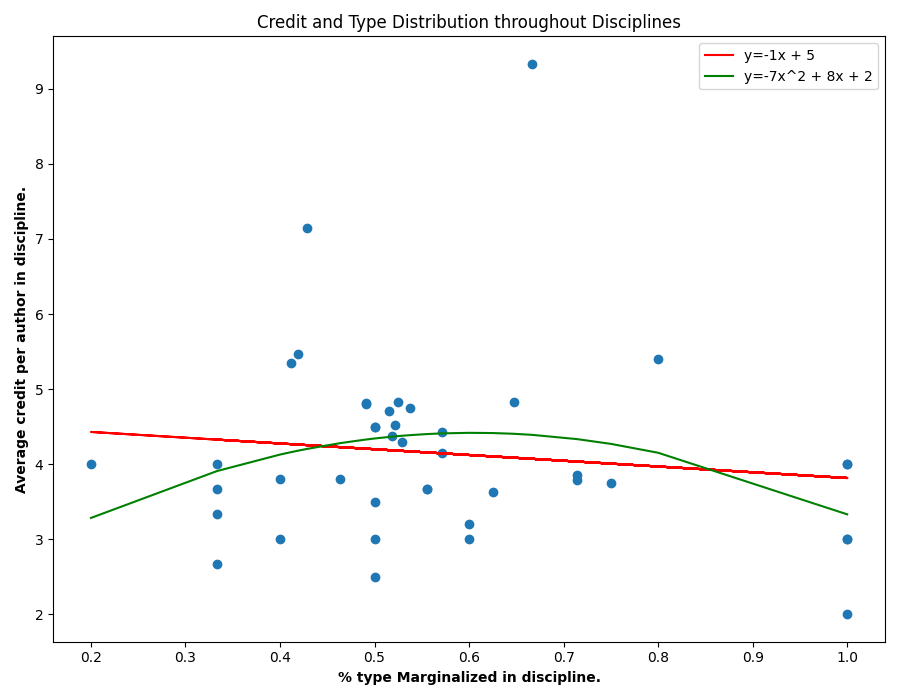 Credit and Type Distribution throughout Disciplines
y=-1x + 5
y=-7x^2 + 8x + 2
Average credit per author in discipline.
9
8
7
6
5
4
3
2
0.2 0.3 0.4 0.5 0.6 0.7 0.8 0.9 1.0
% type Marginalized in discipline.